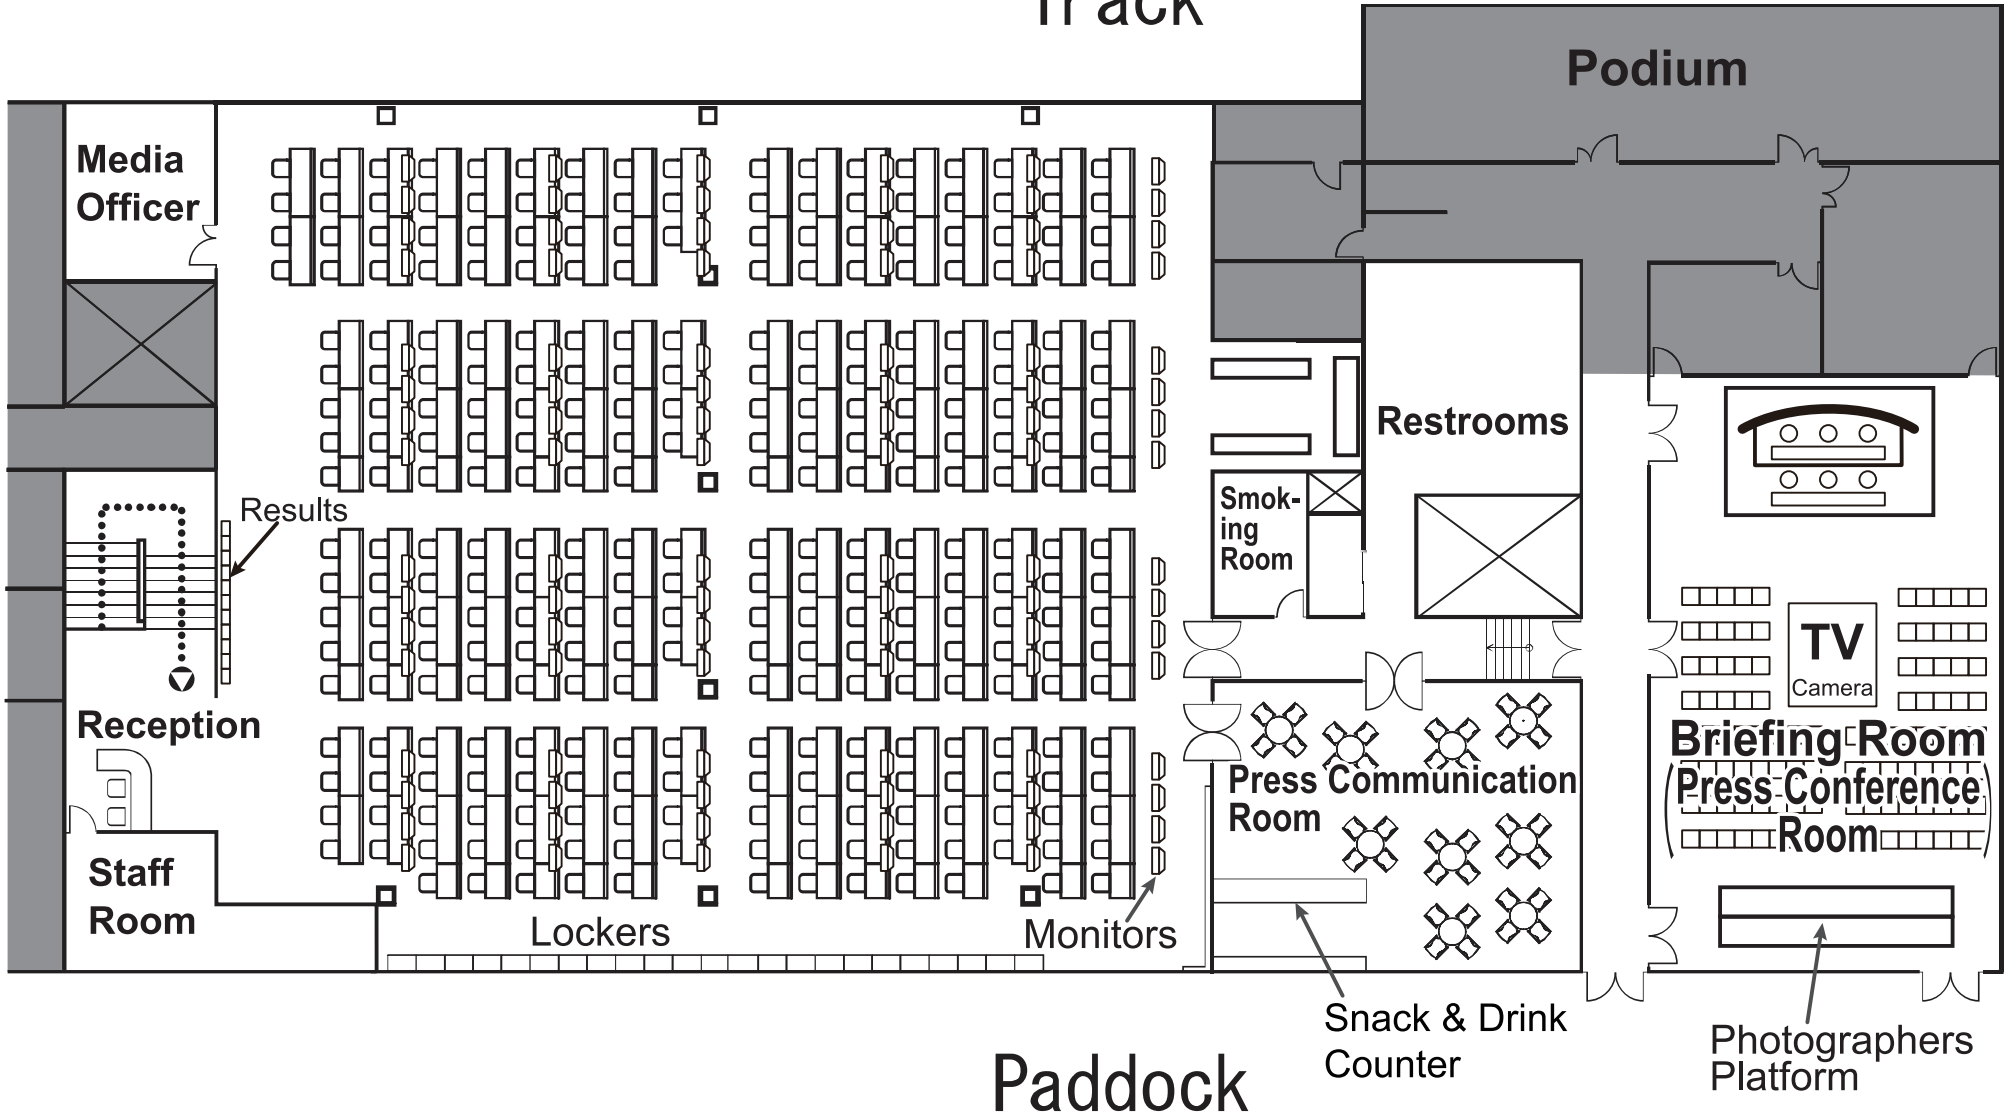 Track
Podium
Media
Officer
Restrooms
Results
Smok-
ing
Room
TV
Camera
Reception
Briefing Room
(Press Conference
Room)
Press Communication
Room
Staff
Room
Lockers
Monitors
Snack & Drink
Counter
Photographers
Platform
Paddock